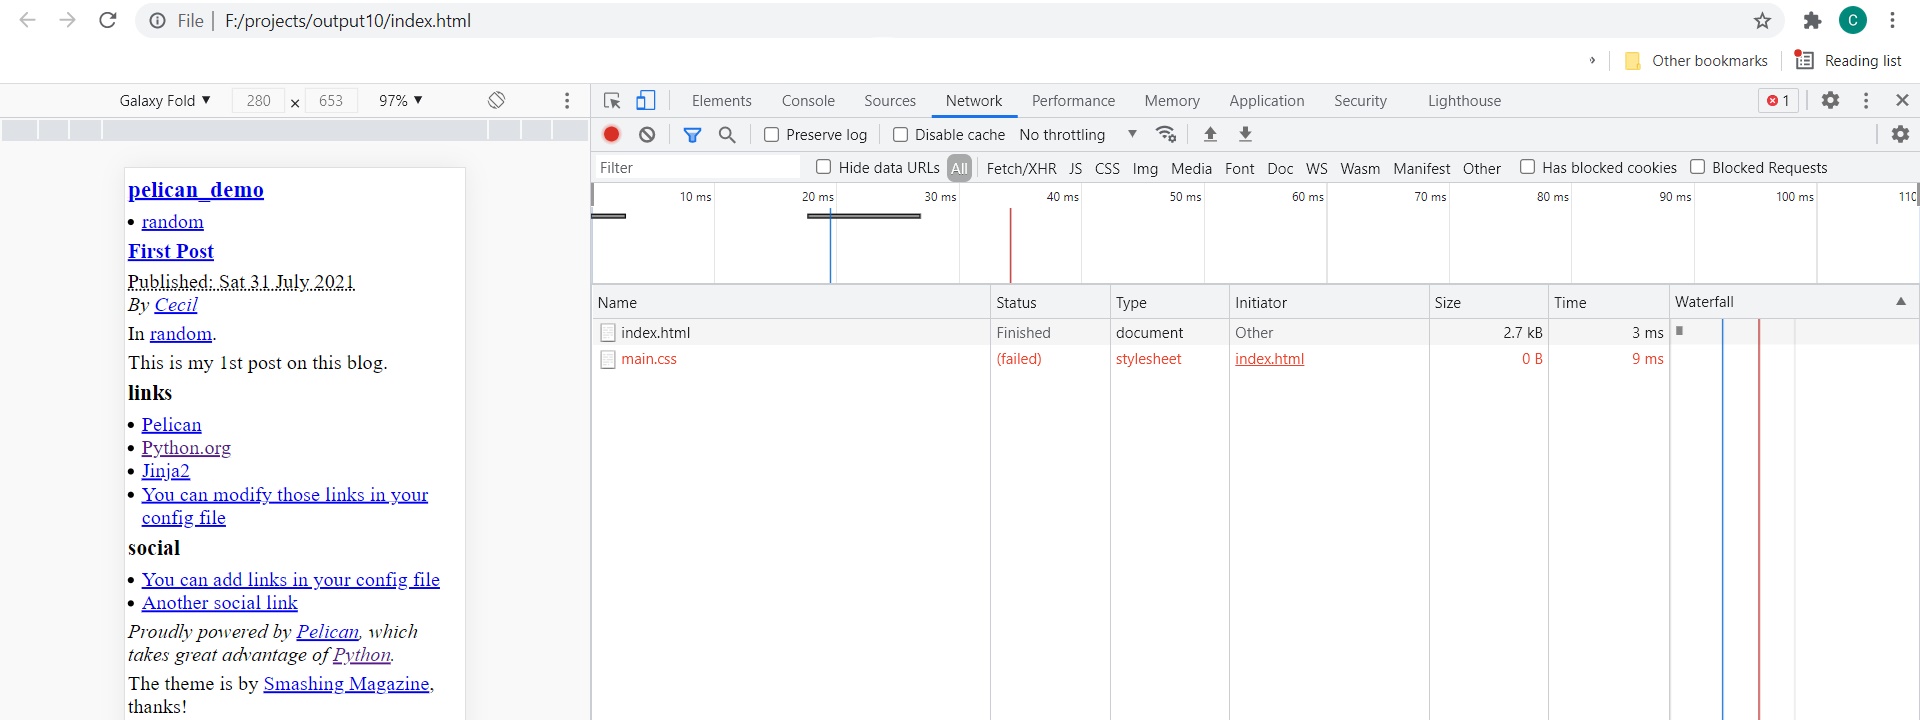 File | F:/projects/output10/index.html
C
Other bookmarks
Reading list
Galaxy Fold ▼ 280 × 653 97% ▼
Elements Console Sources Network Performance Memory Application Security Lighthouse 1
Preserve log Disable cache No throttling ▼
Filter Hide data URLs All Fetch/XHR JS CSS Img Media Font Doc WS Wasm Manifest Other Has blocked cookies Blocked Requests
10 ms 20 ms 30 ms 40 ms 50 ms 60 ms 70 ms 80 ms 90 ms 100 ms 110
Name Status Type Initiator Size Time Waterfall ▲
index.html Finished document Other 2.7 kB 3 ms
main.css (failed) stylesheet index.html 0 B 9 ms
pelican_demo
• random
First Post
Published: Sat 31 July 2021
By Cecil
In random.
This is my 1st post on this blog.
links
• Pelican
• Python.org
• Jinja2
• You can modify those links in your
config file
social
• You can add links in your config file
• Another social link
Proudly powered by Pelican, which
takes great advantage of Python.
The theme is by Smashing Magazine,
thanks!